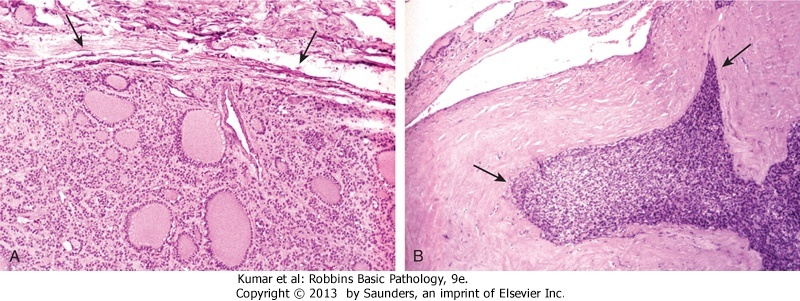 A
B
Kumar et al: Robbins Basic Pathology, 9e.
Copyright © 2013 by Saunders, an imprint of Elsevier Inc.